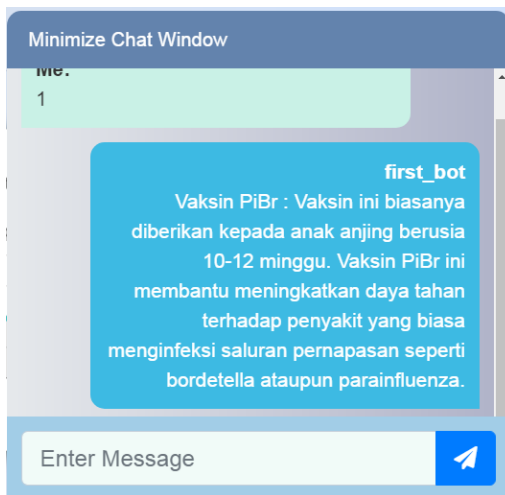 Minimize Chat Window
Me:
1
first_bot
Vaksin PiBr : Vaksin ini biasanya
diberikan kepada anak anjing berusia
10-12 minggu. Vaksin PiBr ini
membantu meningkatkan daya tahan
terhadap penyakit yang biasa
menginfeksi saluran pernapasan seperti
bordetella ataupun parainfluenza.
Enter Message